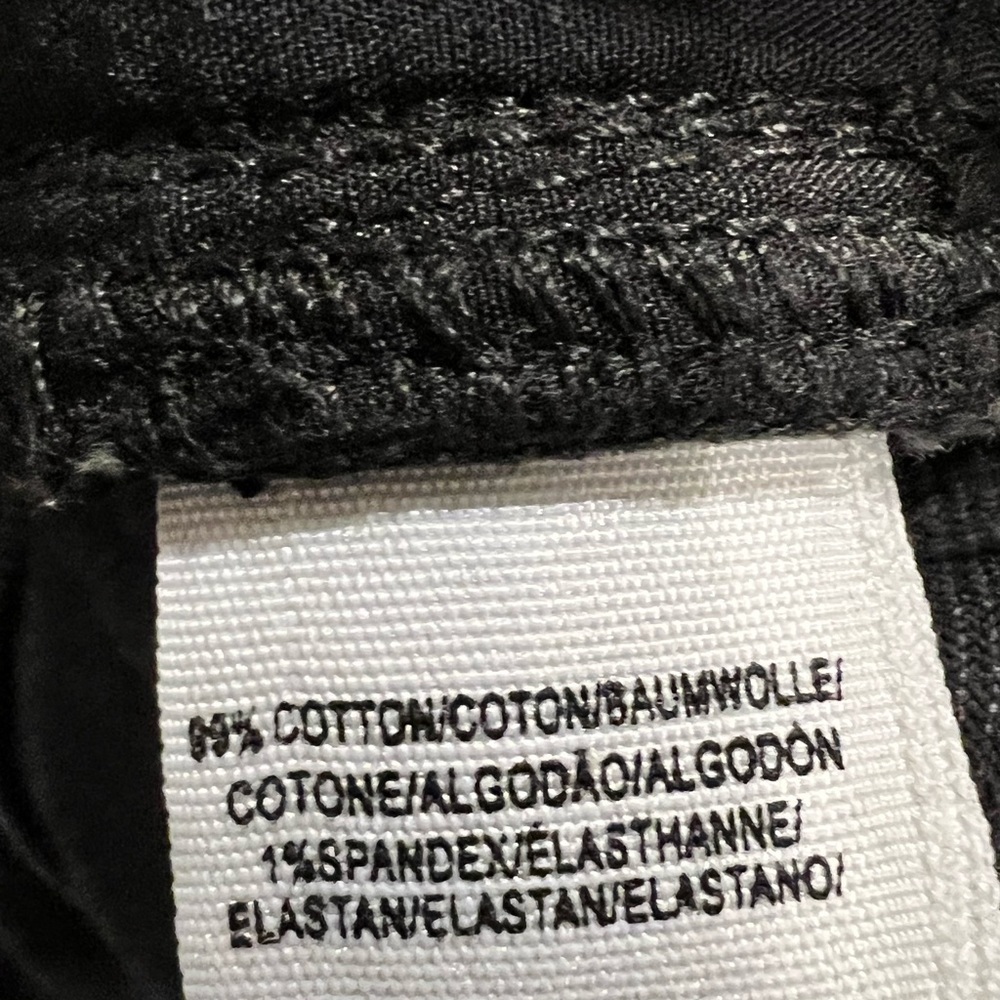 99% COTTON/COTON/BAUMWOLLE/
COTONE/ALGODÃO/ALGODÓN
1%SPANDEX/ÉLASTHANNE/
ELASTAN/ELASTAN/ELASTANO/